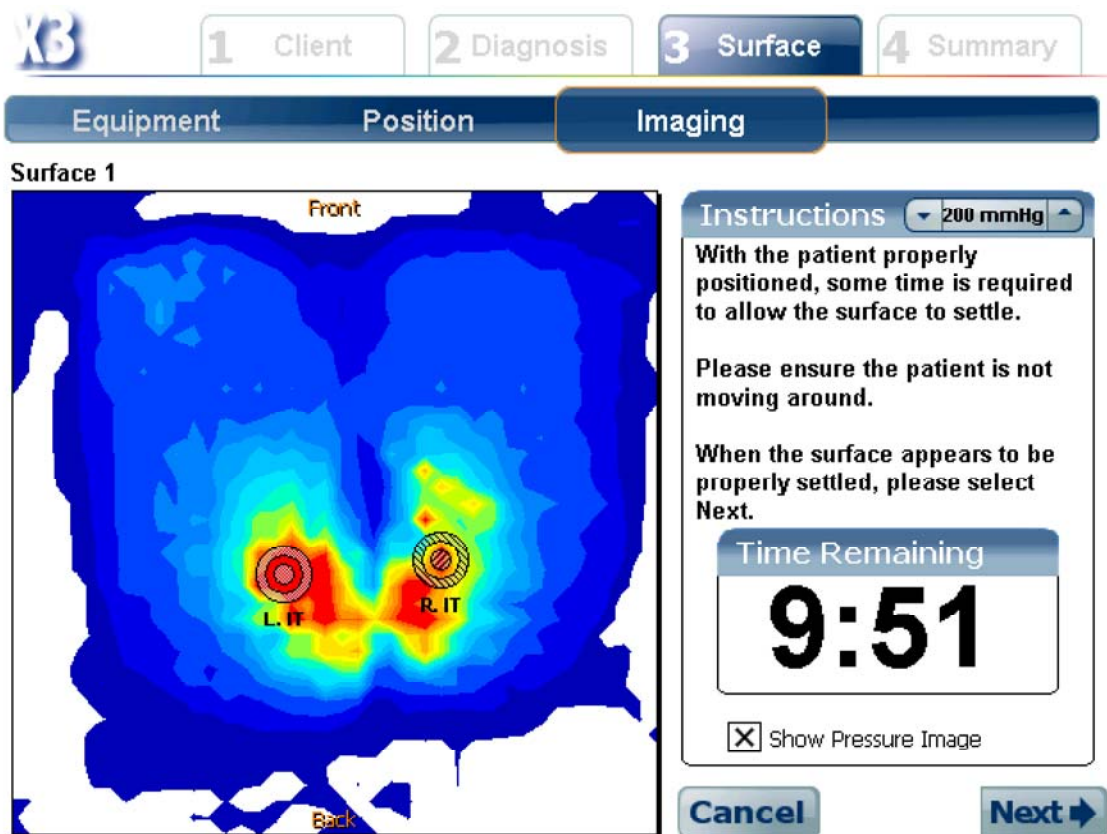 X3
1 Client
2 Diagnosis
3 Surface
4 Summary
Equipment
Position
Imaging
Surface 1
Front
L. IT
R. IT
Back
Instructions
200 mmHg
With the patient properly
positioned, some time is required
to allow the surface to settle.
Please ensure the patient is not
moving around.
When the surface appears to be
properly settled, please select
Next.
Time Remaining
9:51
Show Pressure Image
Cancel
Next